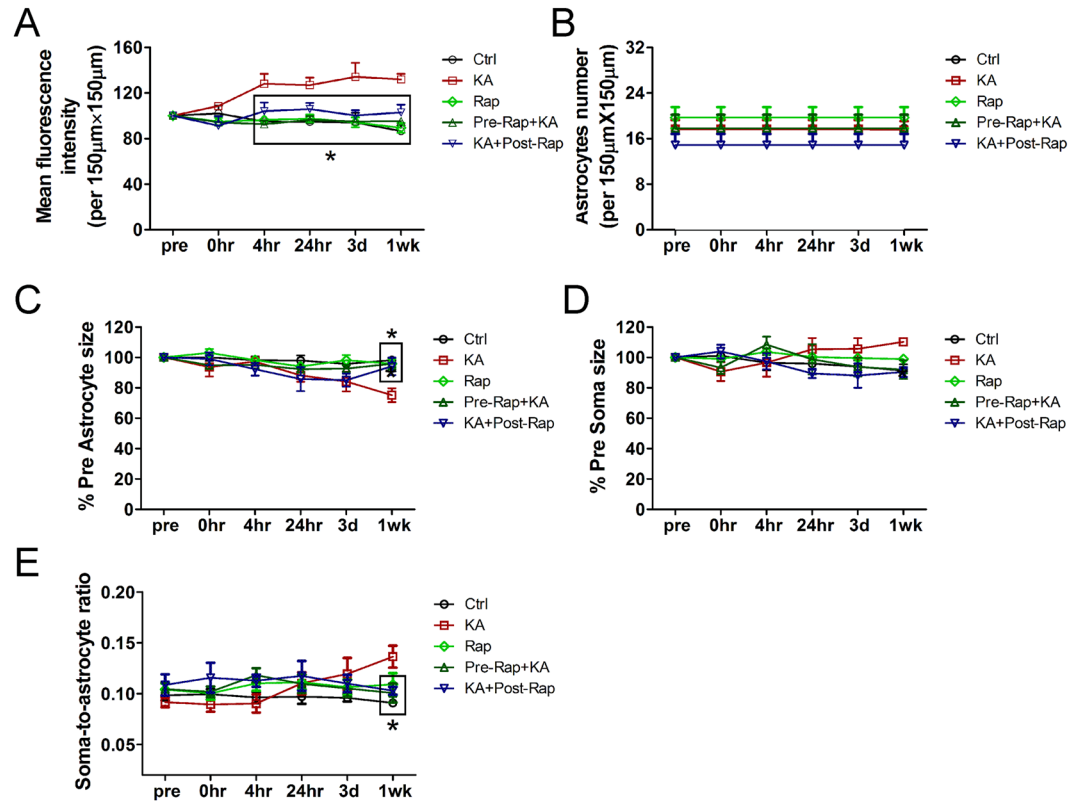 A
Mean fluorescence
intensity
(per 150μm×150μm)
160
120
80
40
0
pre 0hr 4hr 24hr 3d 1wk
*
Ctrl
KA
Rap
Pre-Rap+KA
KA+Post-Rap
B
Astrocytes number
(per 150μmX150μm)
32
24
16
8
0
pre 0hr 4hr 24hr 3d 1wk
Ctrl
KA
Rap
Pre-Rap+KA
KA+Post-Rap
C
% Pre Astrocyte size
120
100
80
60
40
20
0
pre 0hr 4hr 24hr 3d 1wk
*
Ctrl
KA
Rap
Pre-Rap+KA
KA+Post-Rap
D
% Pre Soma size
120
100
80
60
40
20
0
pre 0hr 4hr 24hr 3d 1wk
Ctrl
KA
Rap
Pre-Rap+KA
KA+Post-Rap
E
Soma-to-astrocyte ratio
0.20
0.15
0.10
0.05
pre 0hr 4hr 24hr 3d 1wk
*
Ctrl
KA
Rap
Pre-Rap+KA
KA+Post-Rap